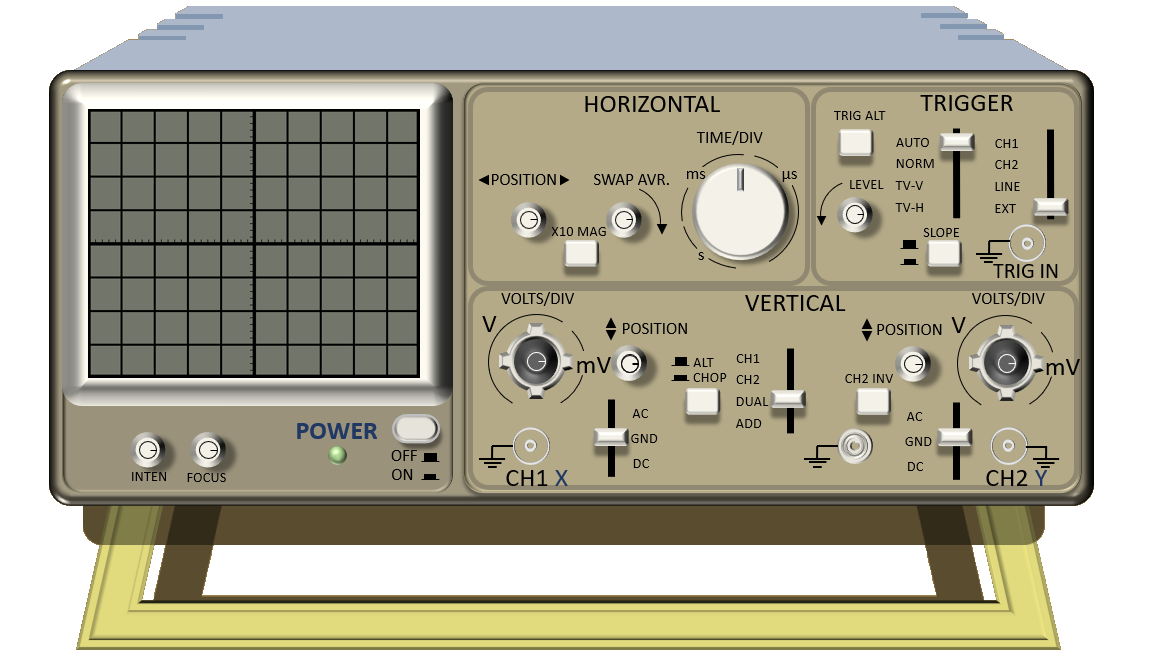 HORIZONTAL
TIME/DIV
◄POSITION►
SWAP AVR.
ms
µs
s
X10 MAG
TRIGGER
TRIG ALT
AUTO
NORM
TV-V
TV-H
CH1
CH2
LINE
EXT
LEVEL
SLOPE
TRIG IN
VERTICAL
VOLTS/DIV
V
mV
POSITION
ALT
CHOP
CH1
CH2
DUAL
ADD
AC
GND
DC
CH1 X
POSITION
CH2 INV
VOLTS/DIV
V
mV
AC
GND
DC
CH2 Y
POWER
OFF
ON
INTEN
FOCUS